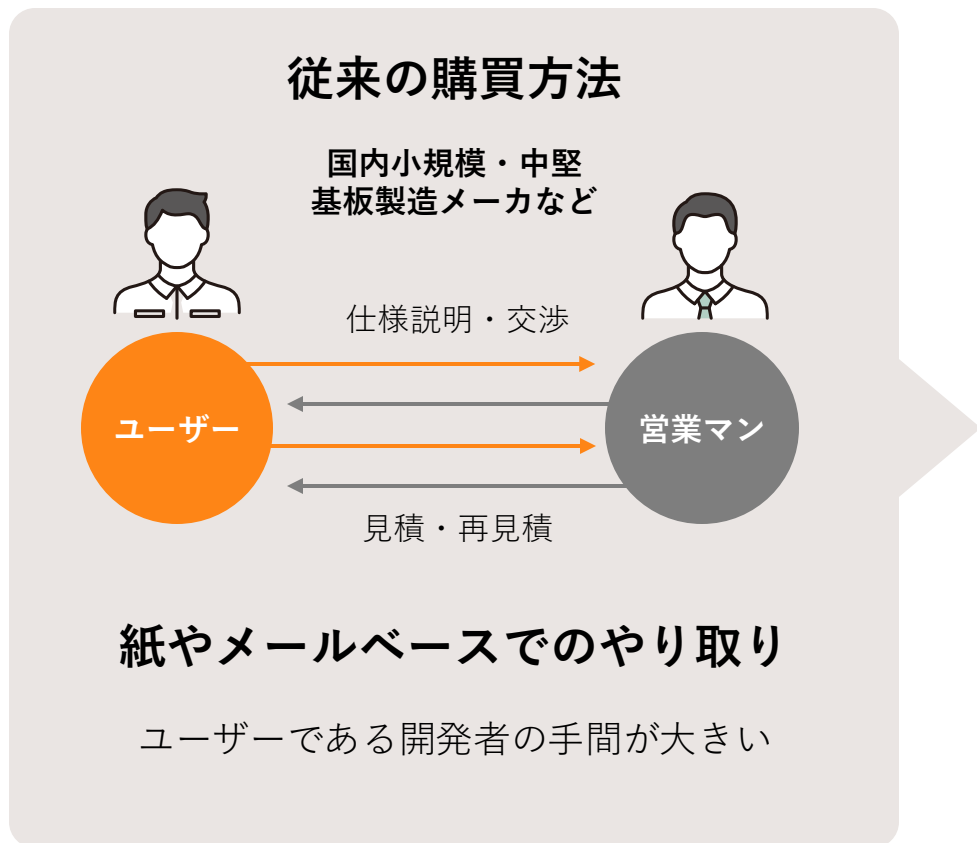 従来の購買方法
国内小規模・中堅
基板製造メーカなど
仕様説明・交渉
ユーザー
営業マン
見積・再見積
紙やメールベースでのやり取り
ユーザーである開発者の手間が大きい